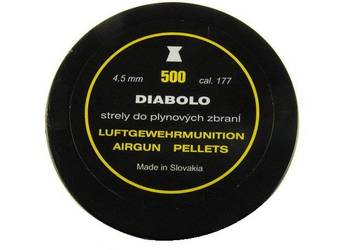 4,5 mm 500 cal. 177
DIABOLO
strely do plynových zbraní
LUFTGEWEHRMUNITION
AIRGUN PELLETS
Made in Slovakia